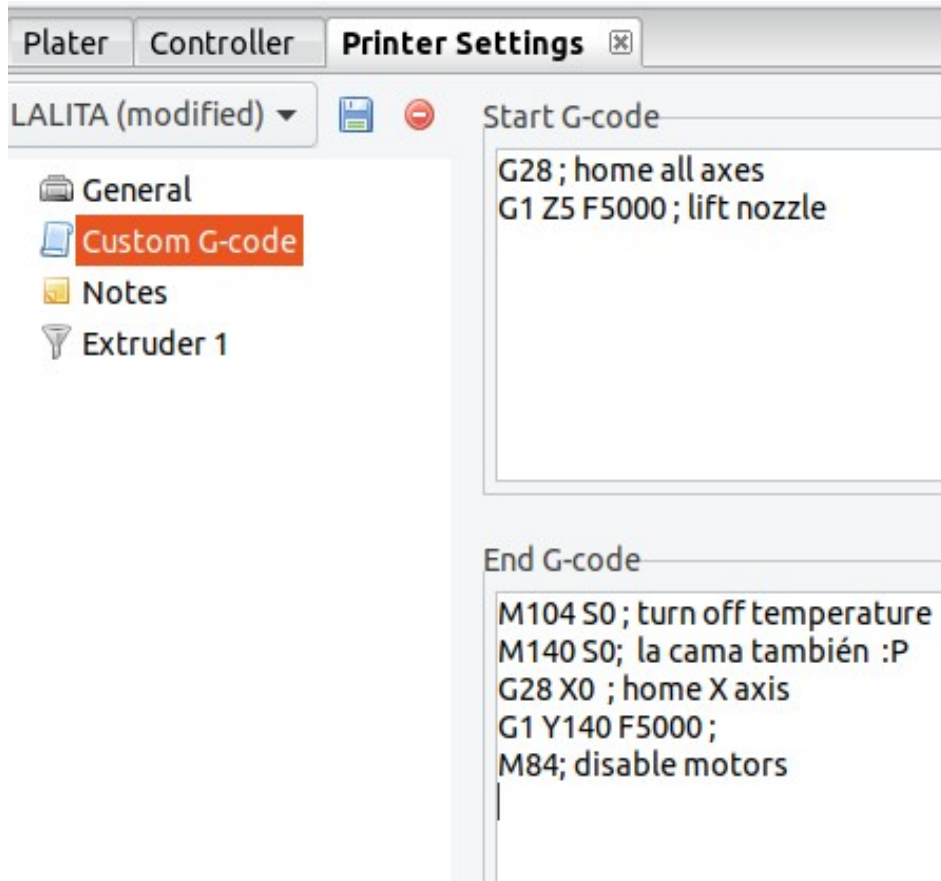 Plater Controller Printer Settings
LALITA (modified)
General
Custom G-code
Notes
Extruder 1
Start G-code
G28 ; home all axes
G1 Z5 F5000 ; lift nozzle
End G-code
M104 S0 ; turn off temperature
M140 S0;  la cama también  :P
G28 X0  ; home X axis
G1 Y140 F5000 ;
M84; disable motors